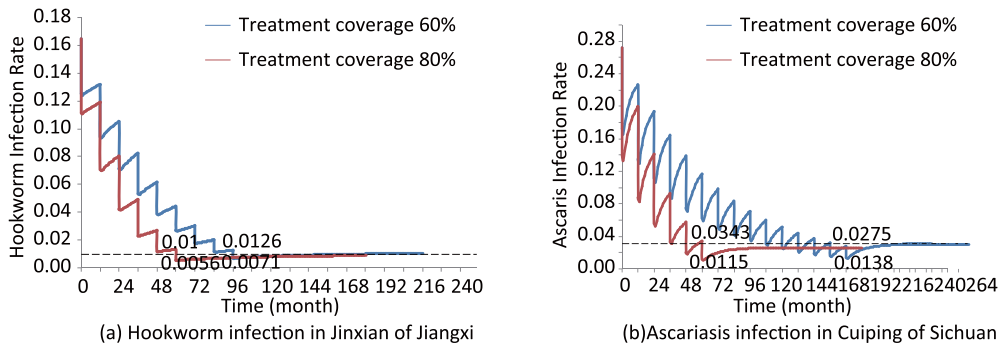 0.18
0.16
0.14
0.12
0.10
0.08
0.06
0.04
0.02
0.00
Hookworm Infection Rate
Treatment coverage 60%
Treatment coverage 80%
0.01
0.0126
0.0056
0.0071
0 24 48 72 96 120 144 168 192 216 240
Time (month)
(a) Hookworm infection in Jinxian of Jiangxi
0.28
0.24
0.20
0.16
0.12
0.08
0.04
0.00
Ascaris Infection Rate
Treatment coverage 60%
Treatment coverage 80%
0.0343
0.0275
0.0115
0.0138
0 24 48 72 96 120 144 168 192 216 240 264
Time (month)
(b)Ascariasis infection in Cuiping of Sichuan